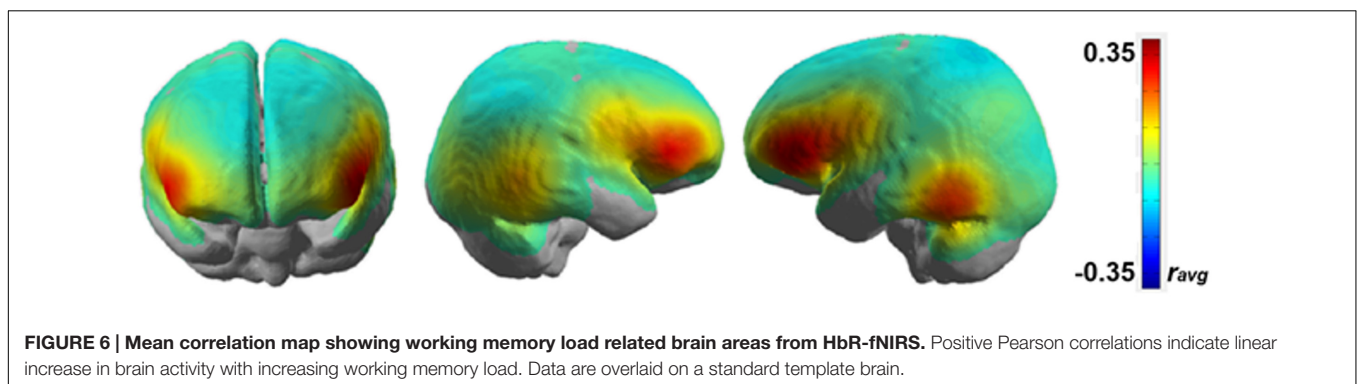 0.35
-0.35 ravg
FIGURE 6 | Mean correlation map showing working memory load related brain areas from HbR-fNIRS. Positive Pearson correlations indicate linear
increase in brain activity with increasing working memory load. Data are overlaid on a standard template brain.